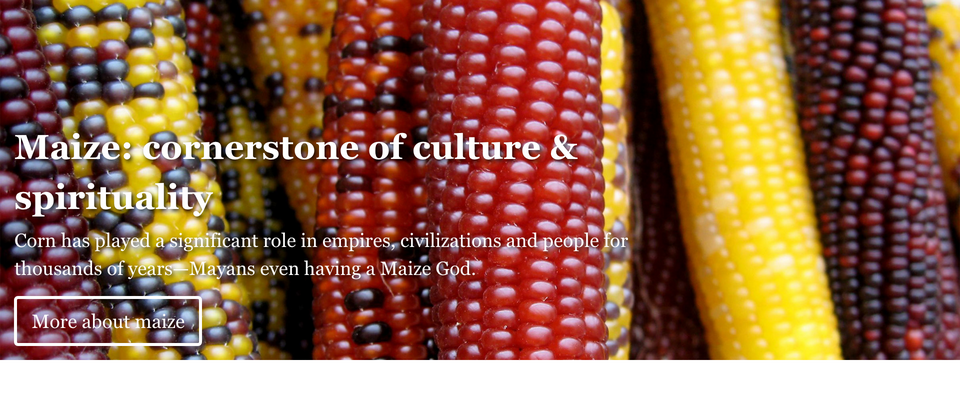 Maize: cornerstone of culture &
spirituality
Corn has played a significant role in empires, civilizations and people for
thousands of years—Mayans even having a Maize God.
More about maize